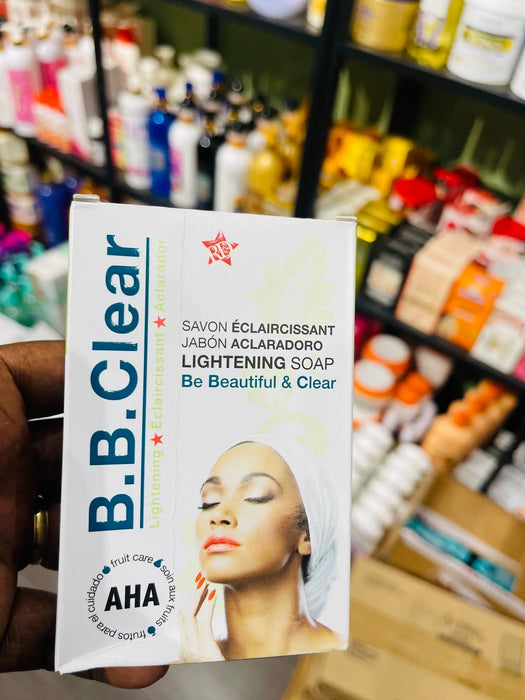 B.B.Clear
Lightening ★ Éclaircissant ★ Aclarador
SAVON ÉCLAIRCISSANT
JABÓN ACLARADORO
LIGHTENING SOAP
Be Beautiful & Clear
AHA
fruit care
soin aux fruits
frutos para el cuidado